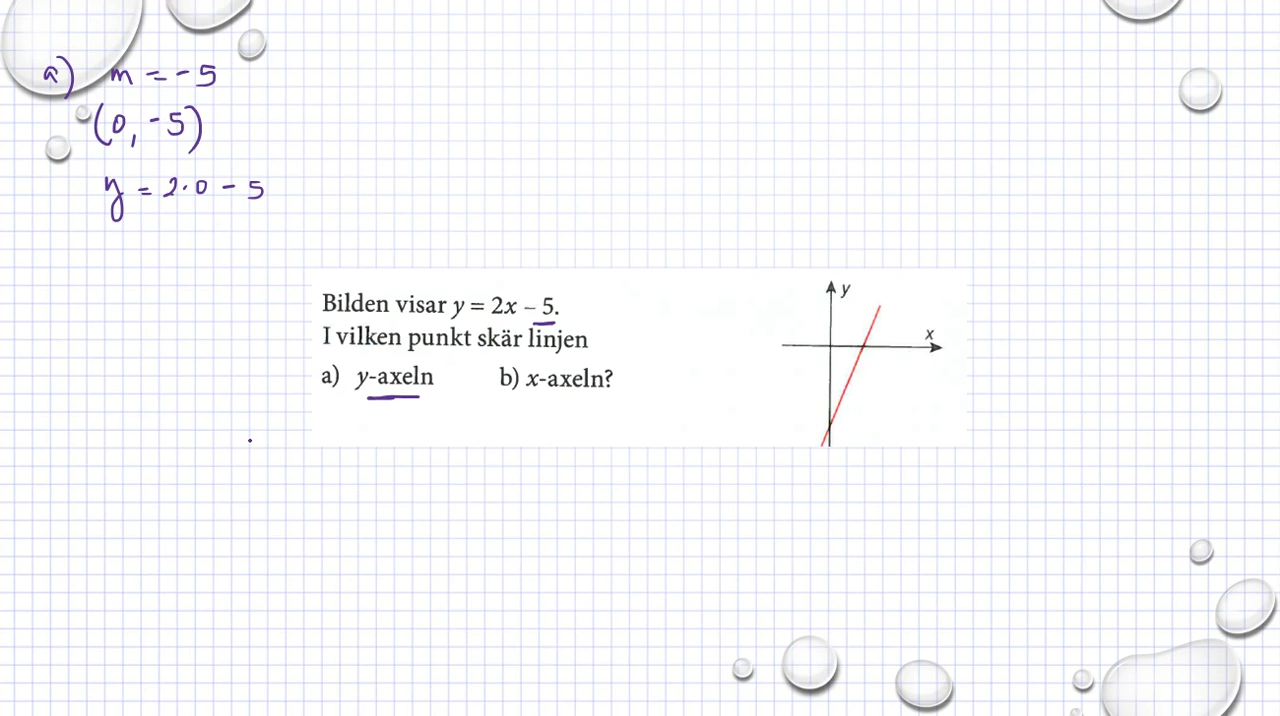 a) m = -5
(0, -5)
y = 2·0 - 5
Bilden visar y = 2x – 5.
I vilken punkt skär linjen
a) y-axeln b) x-axeln?
y
x